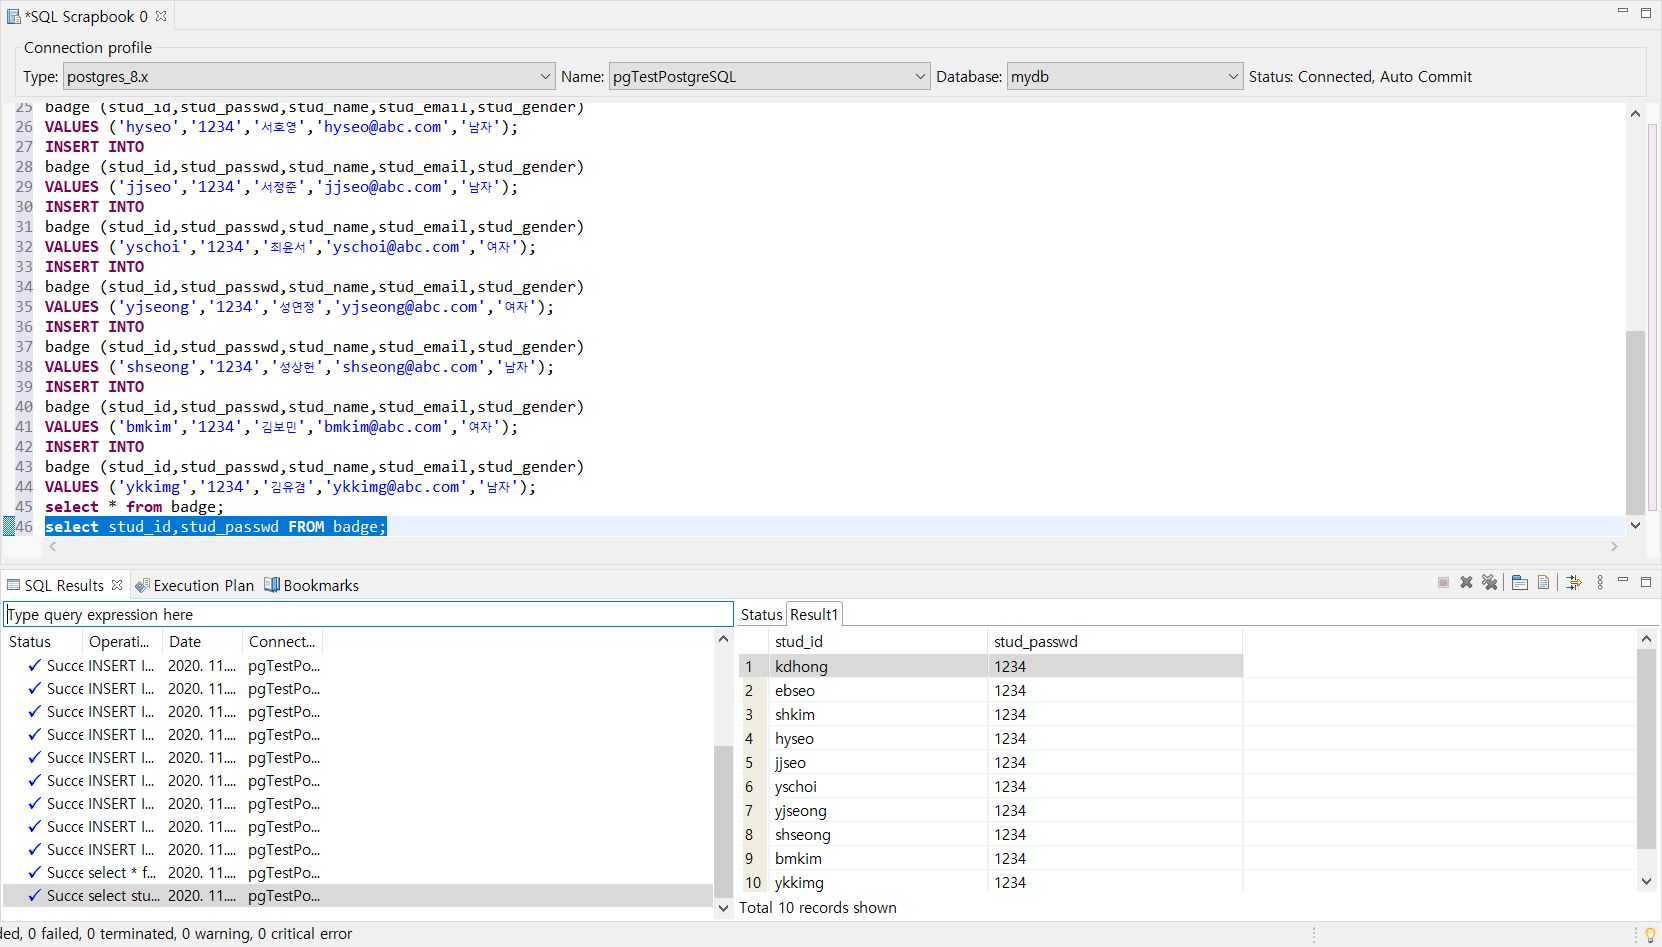 *SQL Scrapbook 0
Connection profile
Type: postgres_8.x Name: pgTestPostgreSQL Database: mydb Status: Connected, Auto Commit
25 badge (stud_id,stud_passwd,stud_name,stud_email,stud_gender)
26 VALUES ('hyseo','1234','서호영','hyseo@abc.com','남자');
27 INSERT INTO
28 badge (stud_id,stud_passwd,stud_name,stud_email,stud_gender)
29 VALUES ('jjseo','1234','서정준','jjseo@abc.com','남자');
30 INSERT INTO
31 badge (stud_id,stud_passwd,stud_name,stud_email,stud_gender)
32 VALUES ('yschoi','1234','최윤서','yschoi@abc.com','여자');
33 INSERT INTO
34 badge (stud_id,stud_passwd,stud_name,stud_email,stud_gender)
35 VALUES ('yjseong','1234','성연정','yjseong@abc.com','여자');
36 INSERT INTO
37 badge (stud_id,stud_passwd,stud_name,stud_email,stud_gender)
38 VALUES ('shseong','1234','성상헌','shseong@abc.com','남자');
39 INSERT INTO
40 badge (stud_id,stud_passwd,stud_name,stud_email,stud_gender)
41 VALUES ('bmkim','1234','김보민','bmkim@abc.com','여자');
42 INSERT INTO
43 badge (stud_id,stud_passwd,stud_name,stud_email,stud_gender)
44 VALUES ('ykkimg','1234','김유겸','ykkimg@abc.com','남자');
45 select * from badge;
46 select stud_id,stud_passwd FROM badge;
SQL Results Execution Plan Bookmarks
Type query expression here
Status Operati... Date Connect...
Succe INSERT I... 2020. 11.... pgTestPo...
Succe INSERT I... 2020. 11.... pgTestPo...
Succe INSERT I... 2020. 11.... pgTestPo...
Succe INSERT I... 2020. 11.... pgTestPo...
Succe INSERT I... 2020. 11.... pgTestPo...
Succe INSERT I... 2020. 11.... pgTestPo...
Succe INSERT I... 2020. 11.... pgTestPo...
Succe INSERT I... 2020. 11.... pgTestPo...
Succe INSERT I... 2020. 11.... pgTestPo...
Succe select * f... 2020. 11.... pgTestPo...
Succe select stu... 2020. 11.... pgTestPo...
Status Result1
stud_id stud_passwd
1 kdhong 1234
2 ebseo 1234
3 shkim 1234
4 hyseo 1234
5 jjseo 1234
6 yschoi 1234
7 yjseong 1234
8 shseong 1234
9 bmkim 1234
10 ykkimg 1234
Total 10 records shown
ded, 0 failed, 0 terminated, 0 warning, 0 critical error